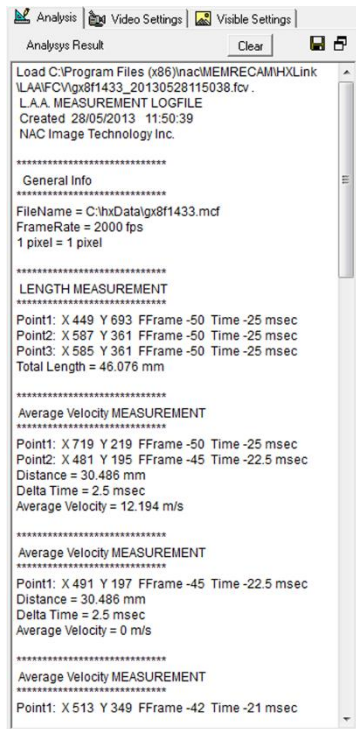 Analysis Video Settings Visible Settings
Analysys Result Clear
Load C:\Program Files (x86)\nac\MEMRECAM\HXLink
\LAA\FCV\gx8f1433_20130528115038.fcv .
L.A.A. MEASUREMENT LOGFILE
Created 28/05/2013 11:50:39
NAC Image Technology Inc.
******************************
General Info
******************************
FileName = C:\hxData\gx8f1433.mcf
FrameRate = 2000 fps
1 pixel = 1 pixel
******************************
LENGTH MEASUREMENT
******************************
Point1: X 449 Y 693 FFrame -50 Time -25 msec
Point2: X 587 Y 361 FFrame -50 Time -25 msec
Point3: X 585 Y 361 FFrame -50 Time -25 msec
Total Length = 46.076 mm
******************************
Average Velocity MEASUREMENT
******************************
Point1: X 719 Y 219 FFrame -50 Time -25 msec
Point2: X 481 Y 195 FFrame -45 Time -22.5 msec
Distance = 30.486 mm
Delta Time = 2.5 msec
Average Velocity = 12.194 m/s
******************************
Average Velocity MEASUREMENT
******************************
Point1: X 491 Y 197 FFrame -45 Time -22.5 msec
Distance = 30.486 mm
Delta Time = 2.5 msec
Average Velocity = 0 m/s
******************************
Average Velocity MEASUREMENT
******************************
Point1: X 513 Y 349 FFrame -42 Time -21 msec